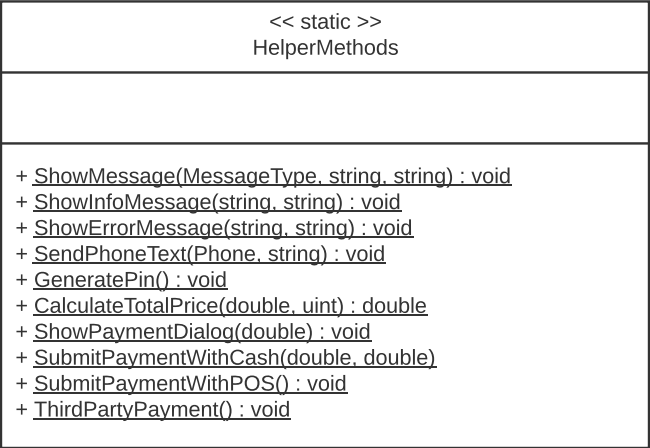 << static >>
HelperMethods
+ ShowMessage(MessageType, string, string) : void
+ ShowInfoMessage(string, string) : void
+ ShowErrorMessage(string, string) : void
+ SendPhoneText(Phone, string) : void
+ GeneratePin() : void
+ CalculateTotalPrice(double, uint) : double
+ ShowPaymentDialog(double) : void
+ SubmitPaymentWithCash(double, double)
+ SubmitPaymentWithPOS() : void
+ ThirdPartyPayment() : void